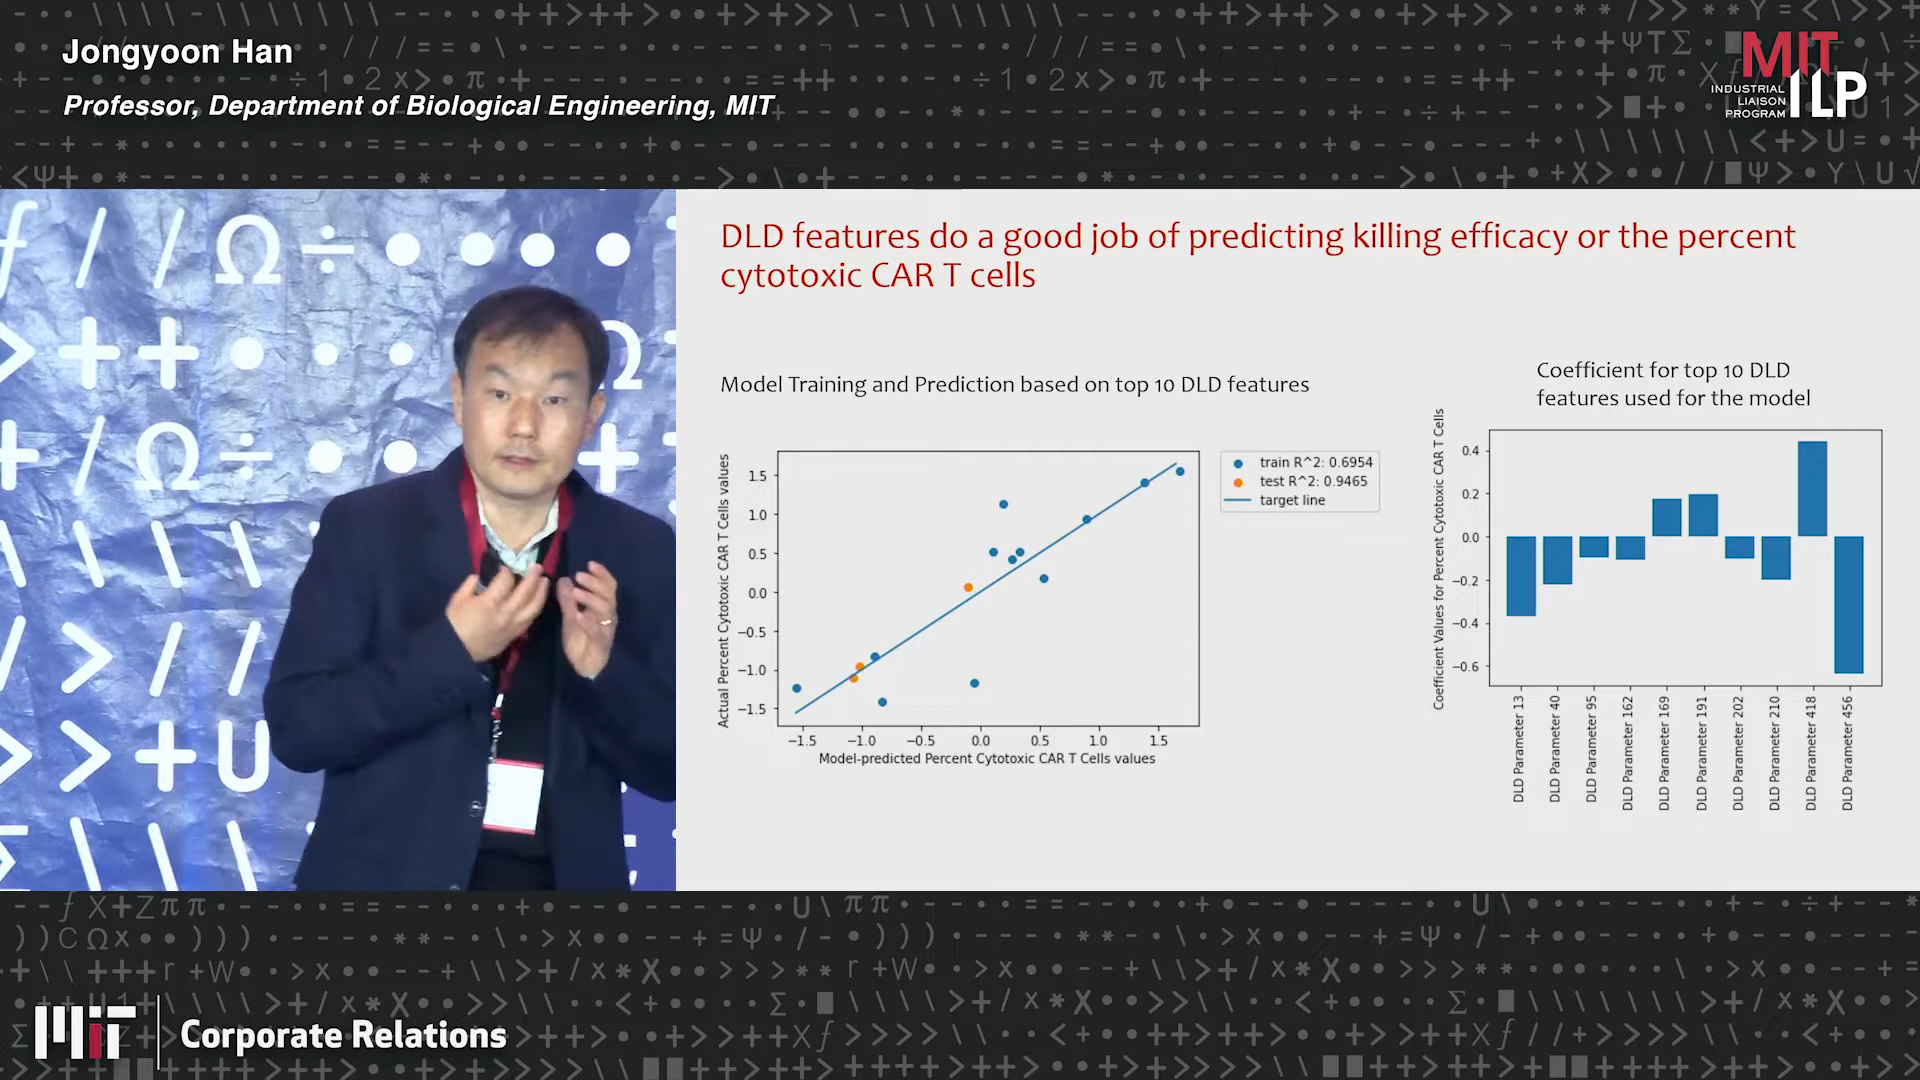 Jongyoon Han
Professor, Department of Biological Engineering, MIT
MIT
ILP
INDUSTRIAL
LIAISON
PROGRAM
DLD features do a good job of predicting killing efficacy or the percent
cytotoxic CAR T cells
Model Training and Prediction based on top 10 DLD features
Actual Percent Cytotoxic CAR T Cells values
1.5
1.0
0.5
0.0
−0.5
−1.0
−1.5
−1.5 −1.0 −0.5 0.0 0.5 1.0 1.5
Model-predicted Percent Cytotoxic CAR T Cells values
train R^2: 0.6954
test R^2: 0.9465
target line
Coefficient for top 10 DLD
features used for the model
Coefficient Values for Percent Cytotoxic CAR T Cells
0.4
0.2
0.0
−0.2
−0.4
−0.6
DLD Parameter 13
DLD Parameter 40
DLD Parameter 95
DLD Parameter 162
DLD Parameter 169
DLD Parameter 191
DLD Parameter 202
DLD Parameter 210
DLD Parameter 418
DLD Parameter 456
MIT
Corporate Relations